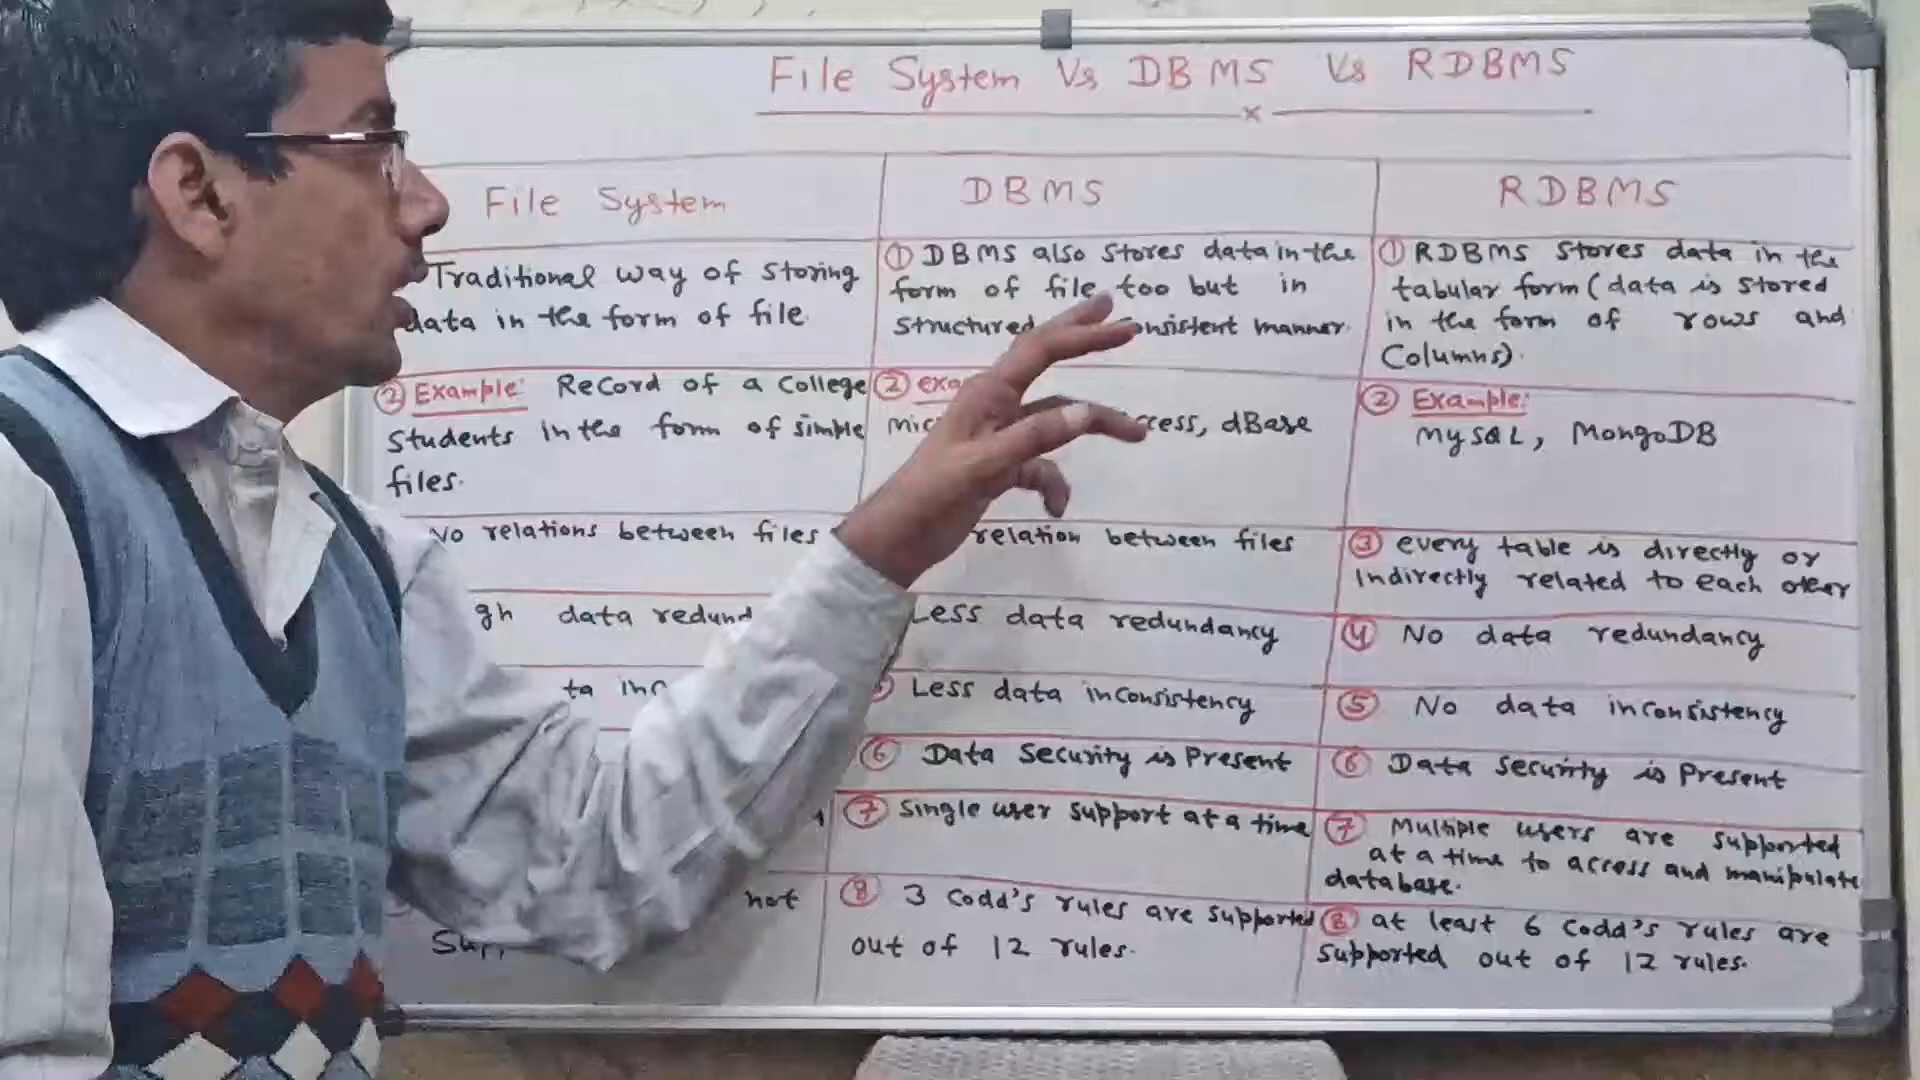 File System Vs DBMS Vs RDBMS
File System
Traditional way of storing
data in the form of file.
② Example: Record of a College
Students in the form of simple
files.
No relations between files
data
not
DBMS
① DBMS also stores data in the
form of file too but in
structured consistent manner.
②
dBase
relation between files
Less data redundancy
Less data inconsistency
⑥ Data Security is Present
⑦ Single user support at a time
⑧ 3 Codd's rules are supported
out of 12 rules.
RDBMS
① RDBMS stores data in the
tabular form (data is stored
in the form of rows and
Columns).
② Example:
MySQL, MongoDB
③ every table is directly or
Indirectly related to each other
④ No data redundancy
⑤ No data inconsistency
⑥ Data security is Present
⑦ Multiple users are supported
at a time to access and manipulate
database.
⑧ at least 6 Codd's rules are
supported out of 12 rules.